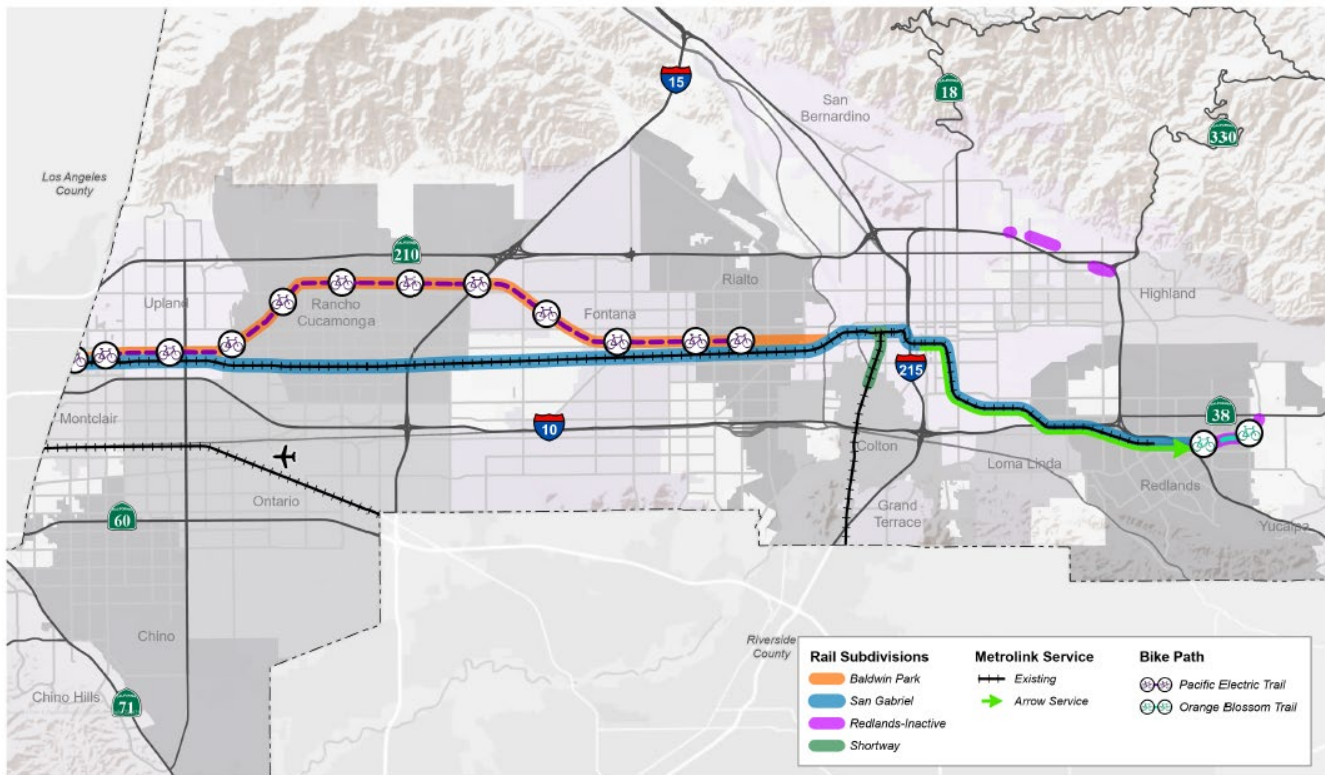 15
18
San
Bernardino
330
Los Angeles
County
210
Rialto
Upland
Rancho
Cucamonga
Fontana
Highland
215
Montclair
10
38
Colton
Loma Linda
Redlands
Ontario
Grand
Terrace
60
Yucaipa
Chino
Riverside
County
Chino Hills
71
Rail Subdivisions
Baldwin Park
San Gabriel
Redlands-Inactive
Shortway
Metrolink Service
Existing
Arrow Service
Bike Path
Pacific Electric Trail
Orange Blossom Trail